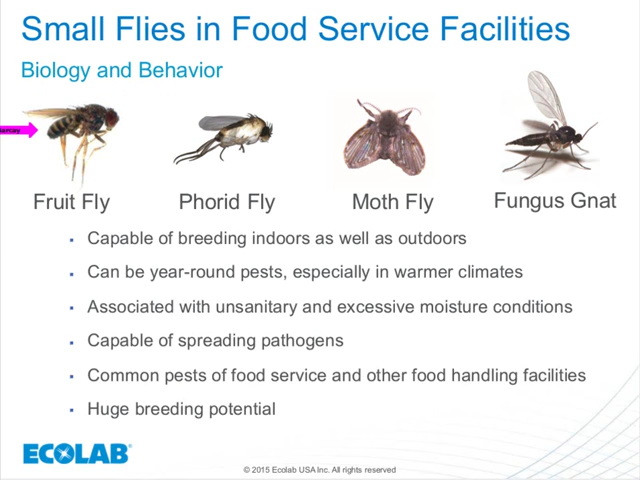 Small Flies in Food Service Facilities
Biology and Behavior
Fruit Fly
Phorid Fly
Moth Fly
Fungus Gnat
▪ Capable of breeding indoors as well as outdoors
▪ Can be year-round pests, especially in warmer climates
▪ Associated with unsanitary and excessive moisture conditions
▪ Capable of spreading pathogens
▪ Common pests of food service and other food handling facilities
▪ Huge breeding potential
ECOLAB®
© 2015 Ecolab USA Inc. All rights reserved